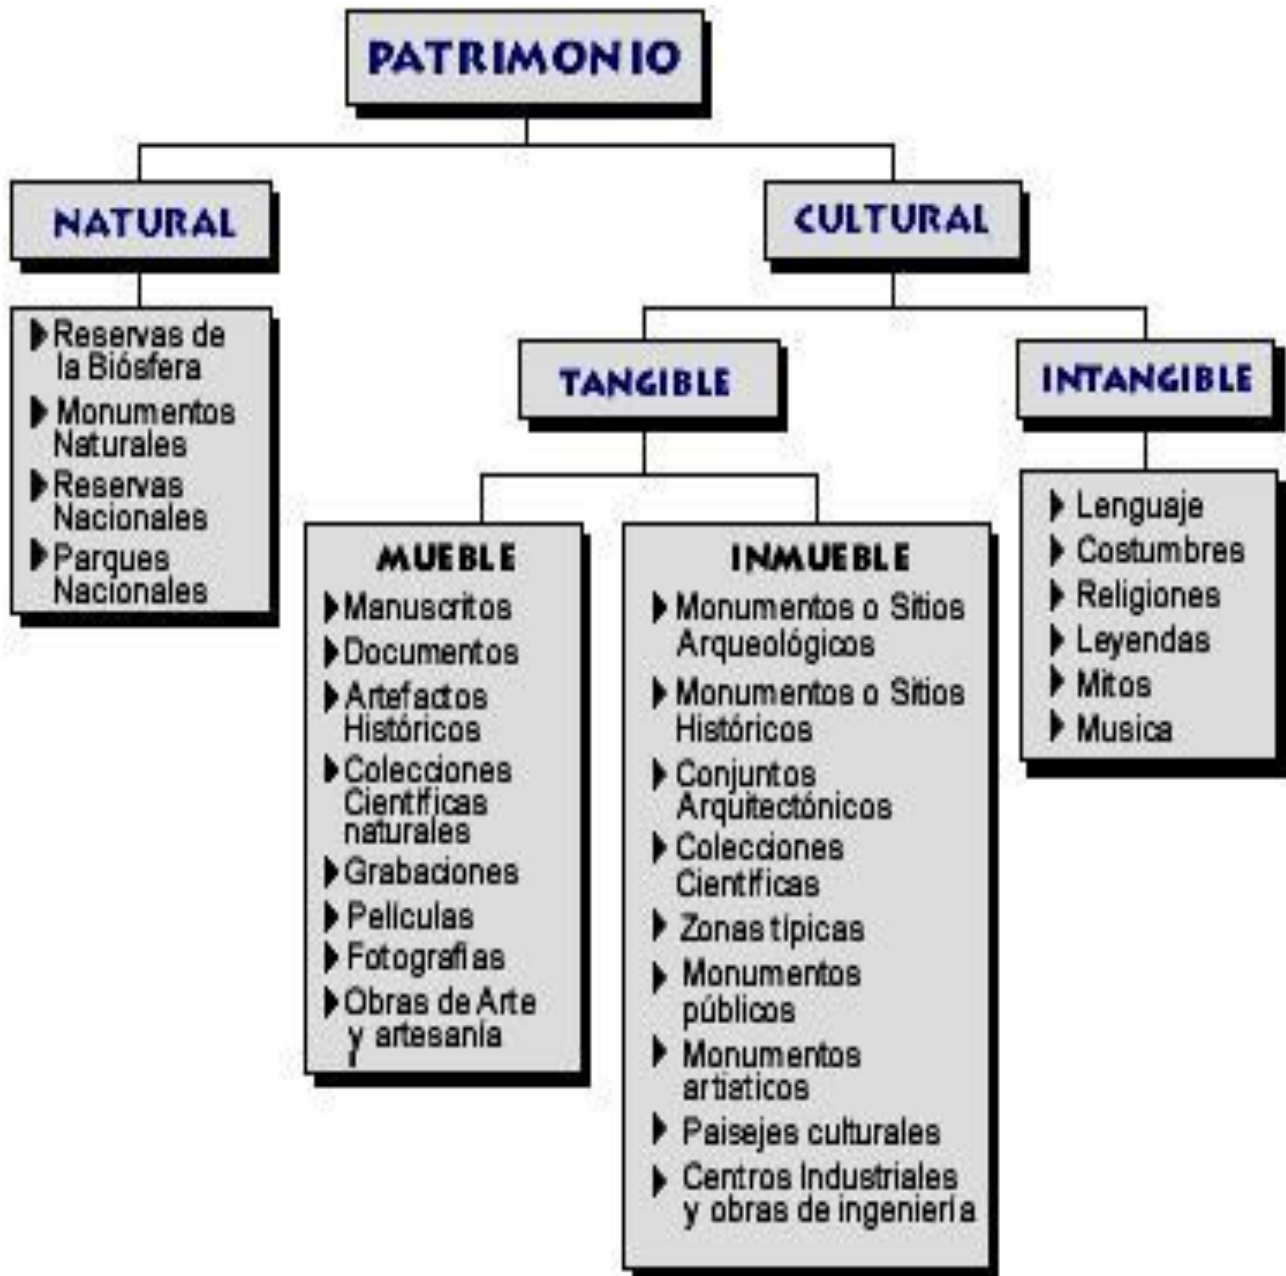 PATRIMONIO
NATURAL
CULTURAL
Reservas de
la Biósfera
Monumentos
Naturales
Reservas
Nacionales
Parques
Nacionales
TANGIBLE
INTANGIBLE
MUEBLE
Manuscritos
Documentos
Artefactos
Históricos
Colecciones
Científicas
naturales
Grabaciones
Películas
Fotografías
Obras de Arte
y artesanía
INMUEBLE
Monumentos o Sitios
Arqueológicos
Monumentos o Sitios
Históricos
Conjuntos
Arquitectónicos
Colecciones
Científicas
Zonas típicas
Monumentos
públicos
Monumentos
artiaticos
Paisejes culturales
Centros Industriales
y obras de ingeniería
Lenguaje
Costumbres
Religiones
Leyendas
Mitos
Musica